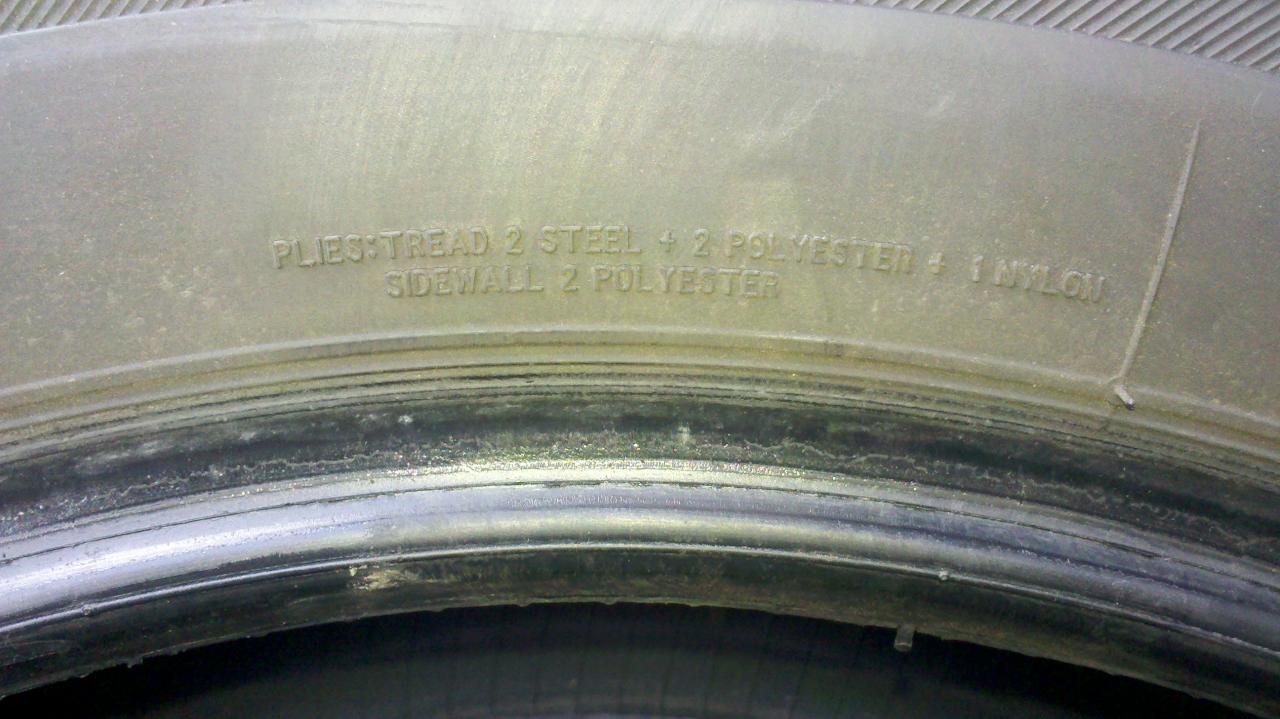 PLIES:TREAD 2 STEEL + 2 POLYESTER + 1 NYLON
SIDEWALL 2 POLYESTER